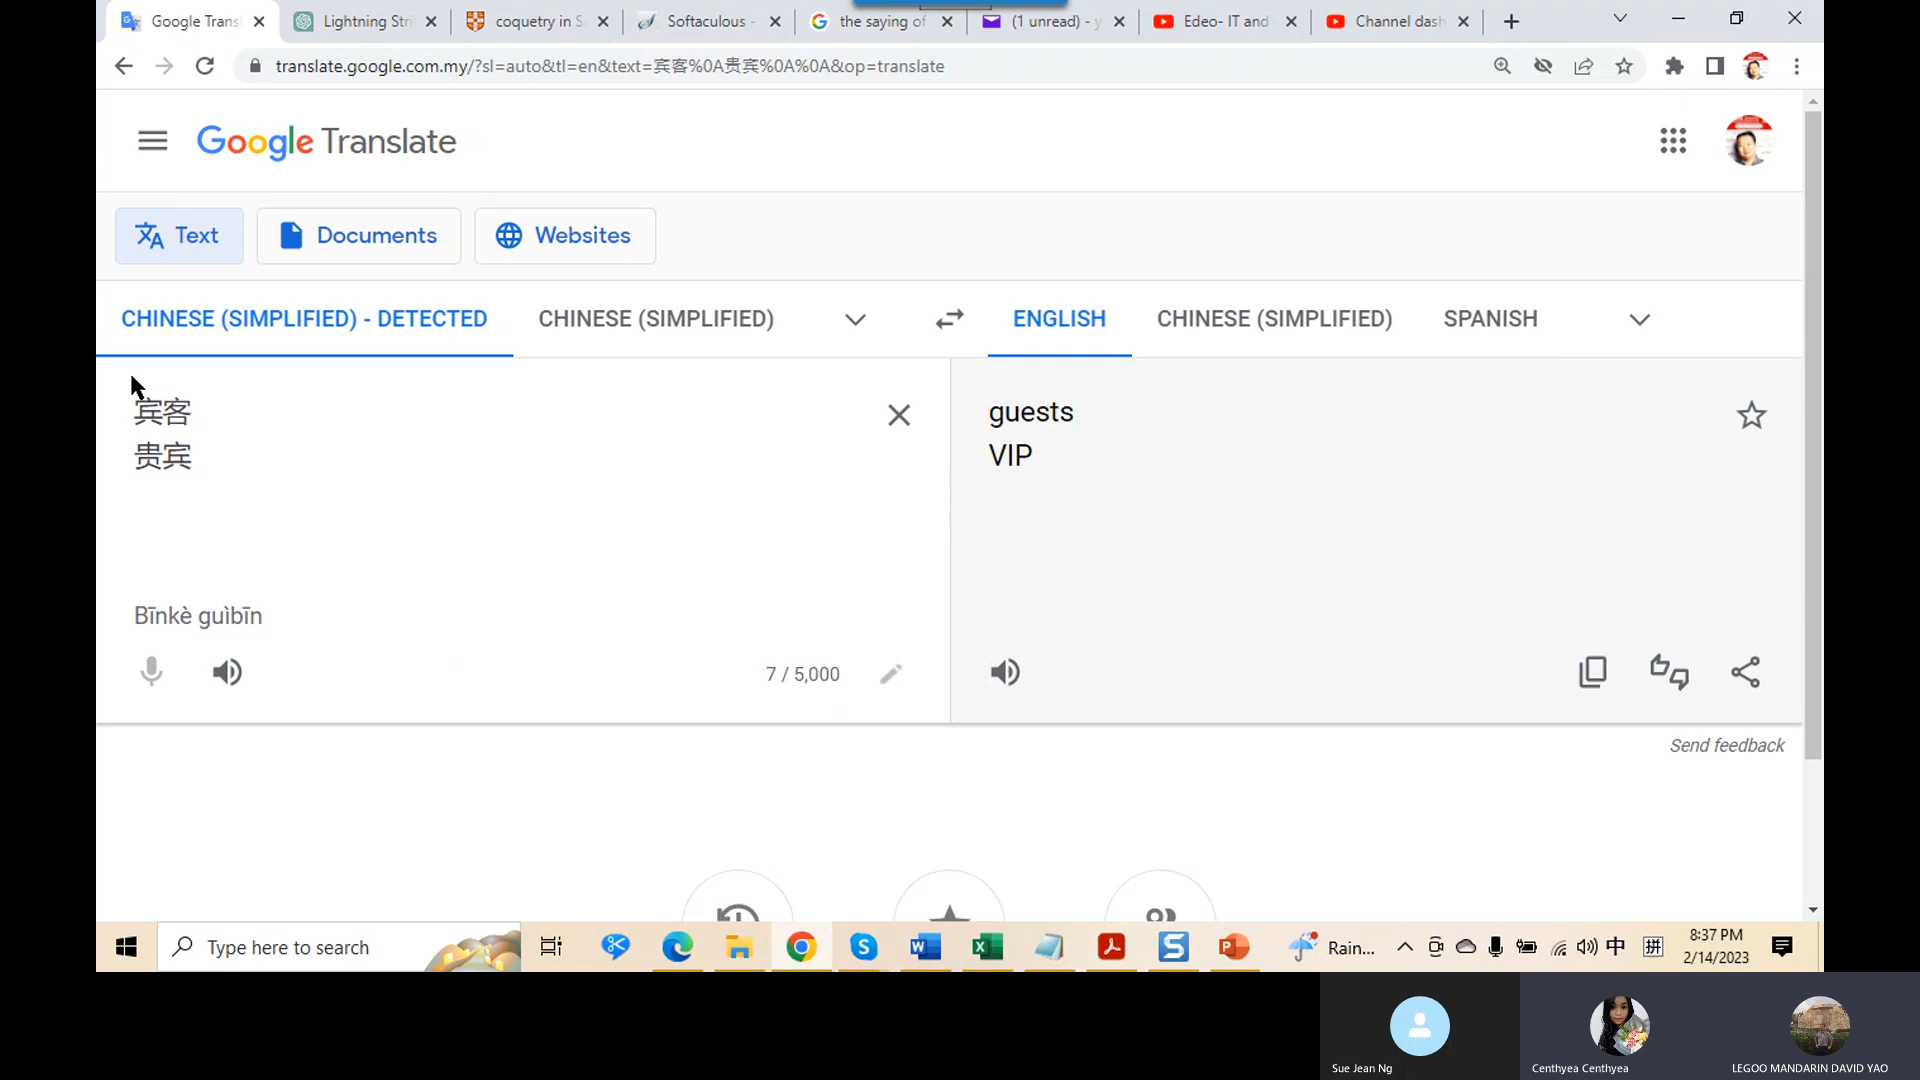 Google Trans
Lightning Stri
coquetry in S
Softaculous -
the saying of
(1 unread) - y
Edeo- IT and
Channel dash
translate.google.com.my/?sl=auto&tl=en&text=宾客%0A贵宾%0A%0A&op=translate
Google Translate
Text
Documents
Websites
CHINESE (SIMPLIFIED) - DETECTED
CHINESE (SIMPLIFIED)
ENGLISH
CHINESE (SIMPLIFIED)
SPANISH
宾客
贵宾
guests
VIP
Bīnkè guìbīn
7 / 5,000
Send feedback
Type here to search
Rain...
中
拼
8:37 PM
2/14/2023
Sue Jean Ng
Centhyea Centhyea
LEGOO MANDARIN DAVID YAO